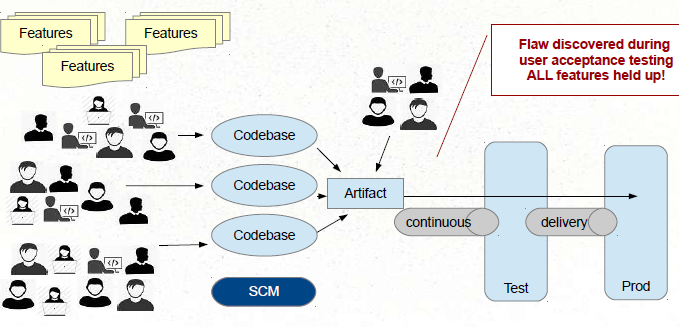 Features
Features
Features
Flaw discovered during
user acceptance testing
ALL features held up!
Codebase
Codebase
Artifact
continuous
delivery
Codebase
SCM
Test
Prod